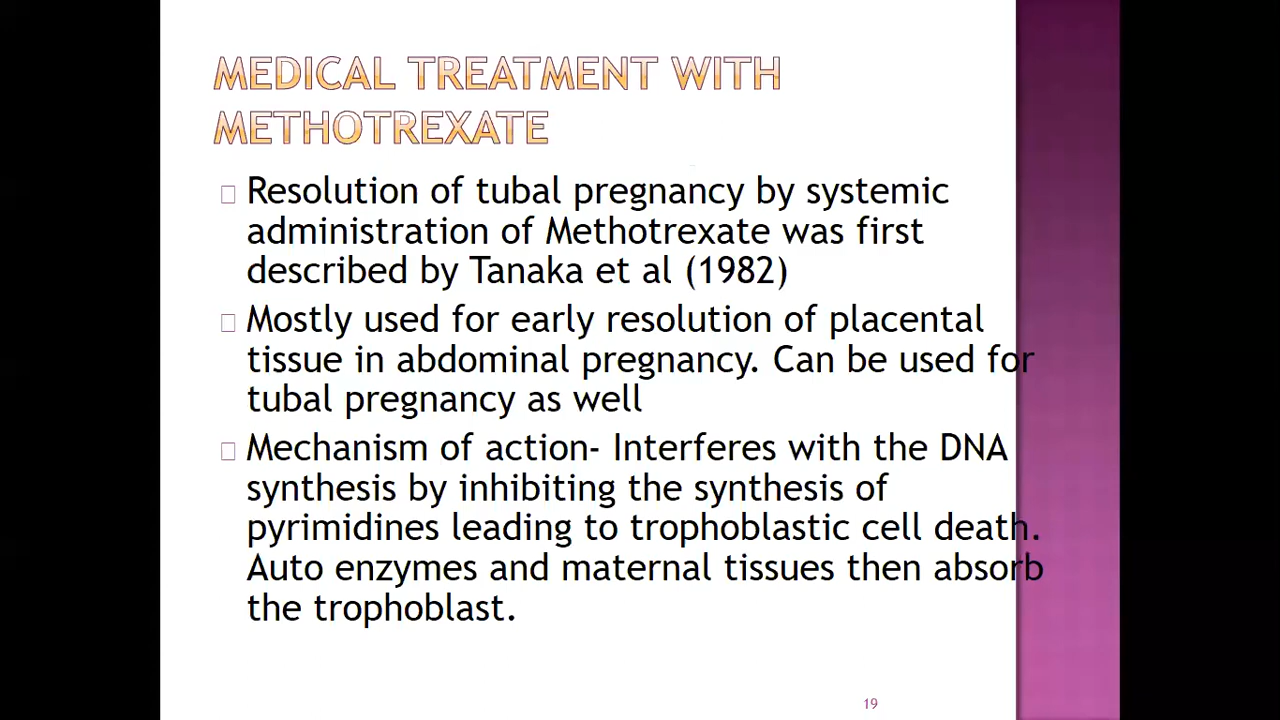 MEDICAL TREATMENT WITH
METHOTREXATE
Resolution of tubal pregnancy by systemic
administration of Methotrexate was first
described by Tanaka et al (1982)
Mostly used for early resolution of placental
tissue in abdominal pregnancy. Can be used for
tubal pregnancy as well
Mechanism of action- Interferes with the DNA
synthesis by inhibiting the synthesis of
pyrimidines leading to trophoblastic cell death.
Auto enzymes and maternal tissues then absorb
the trophoblast.
19